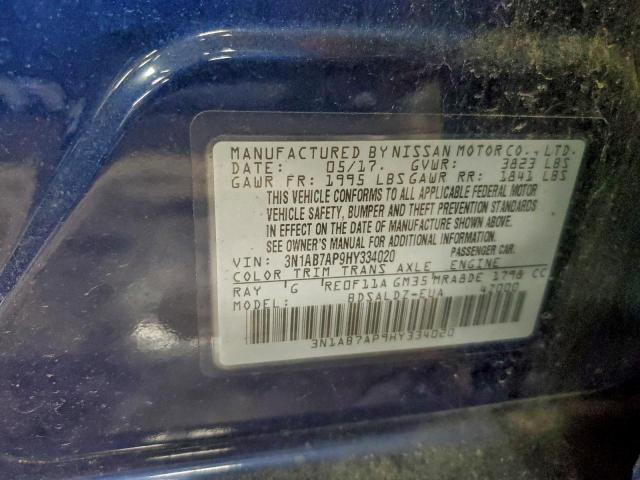 MANUFACTURED BY NISSAN MOTOR CO., LTD.
DATE: 05/17. GVWR: 3823 LBS
GAWR FR: 1995 LBS GAWR RR: 1841 LBS
THIS VEHICLE CONFORMS TO ALL APPLICABLE FEDERAL MOTOR
VEHICLE SAFETY, BUMPER AND THEFT PREVENTION STANDARDS
IN EFFECT ON THE DATE OF MANUFACTURE SHOWN ABOVE.
SEE OWNER'S MANUAL FOR ADDITIONAL INFORMATION.
VIN: 3N1AB7AP9HY334020 PASSENGER CAR.
COLOR TRIM TRANS AXLE ENGINE
RAY G RE0F11A GM35 MRA8DE 1798 CC
MODEL: BDSALDZ-EUA 47000
3N1AB7AP9HY334020